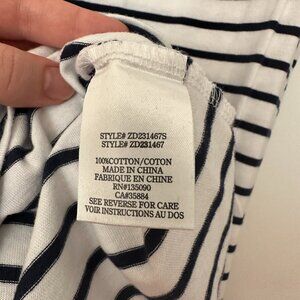 STYLE# ZD231467S
STYLE# ZD231467
100%COTTON/COTON
MADE IN CHINA
FABRIQUE EN CHINE
RN#135090
CA#35884
SEE REVERSE FOR CARE
VOIR INSTRUCTIONS AU DOS